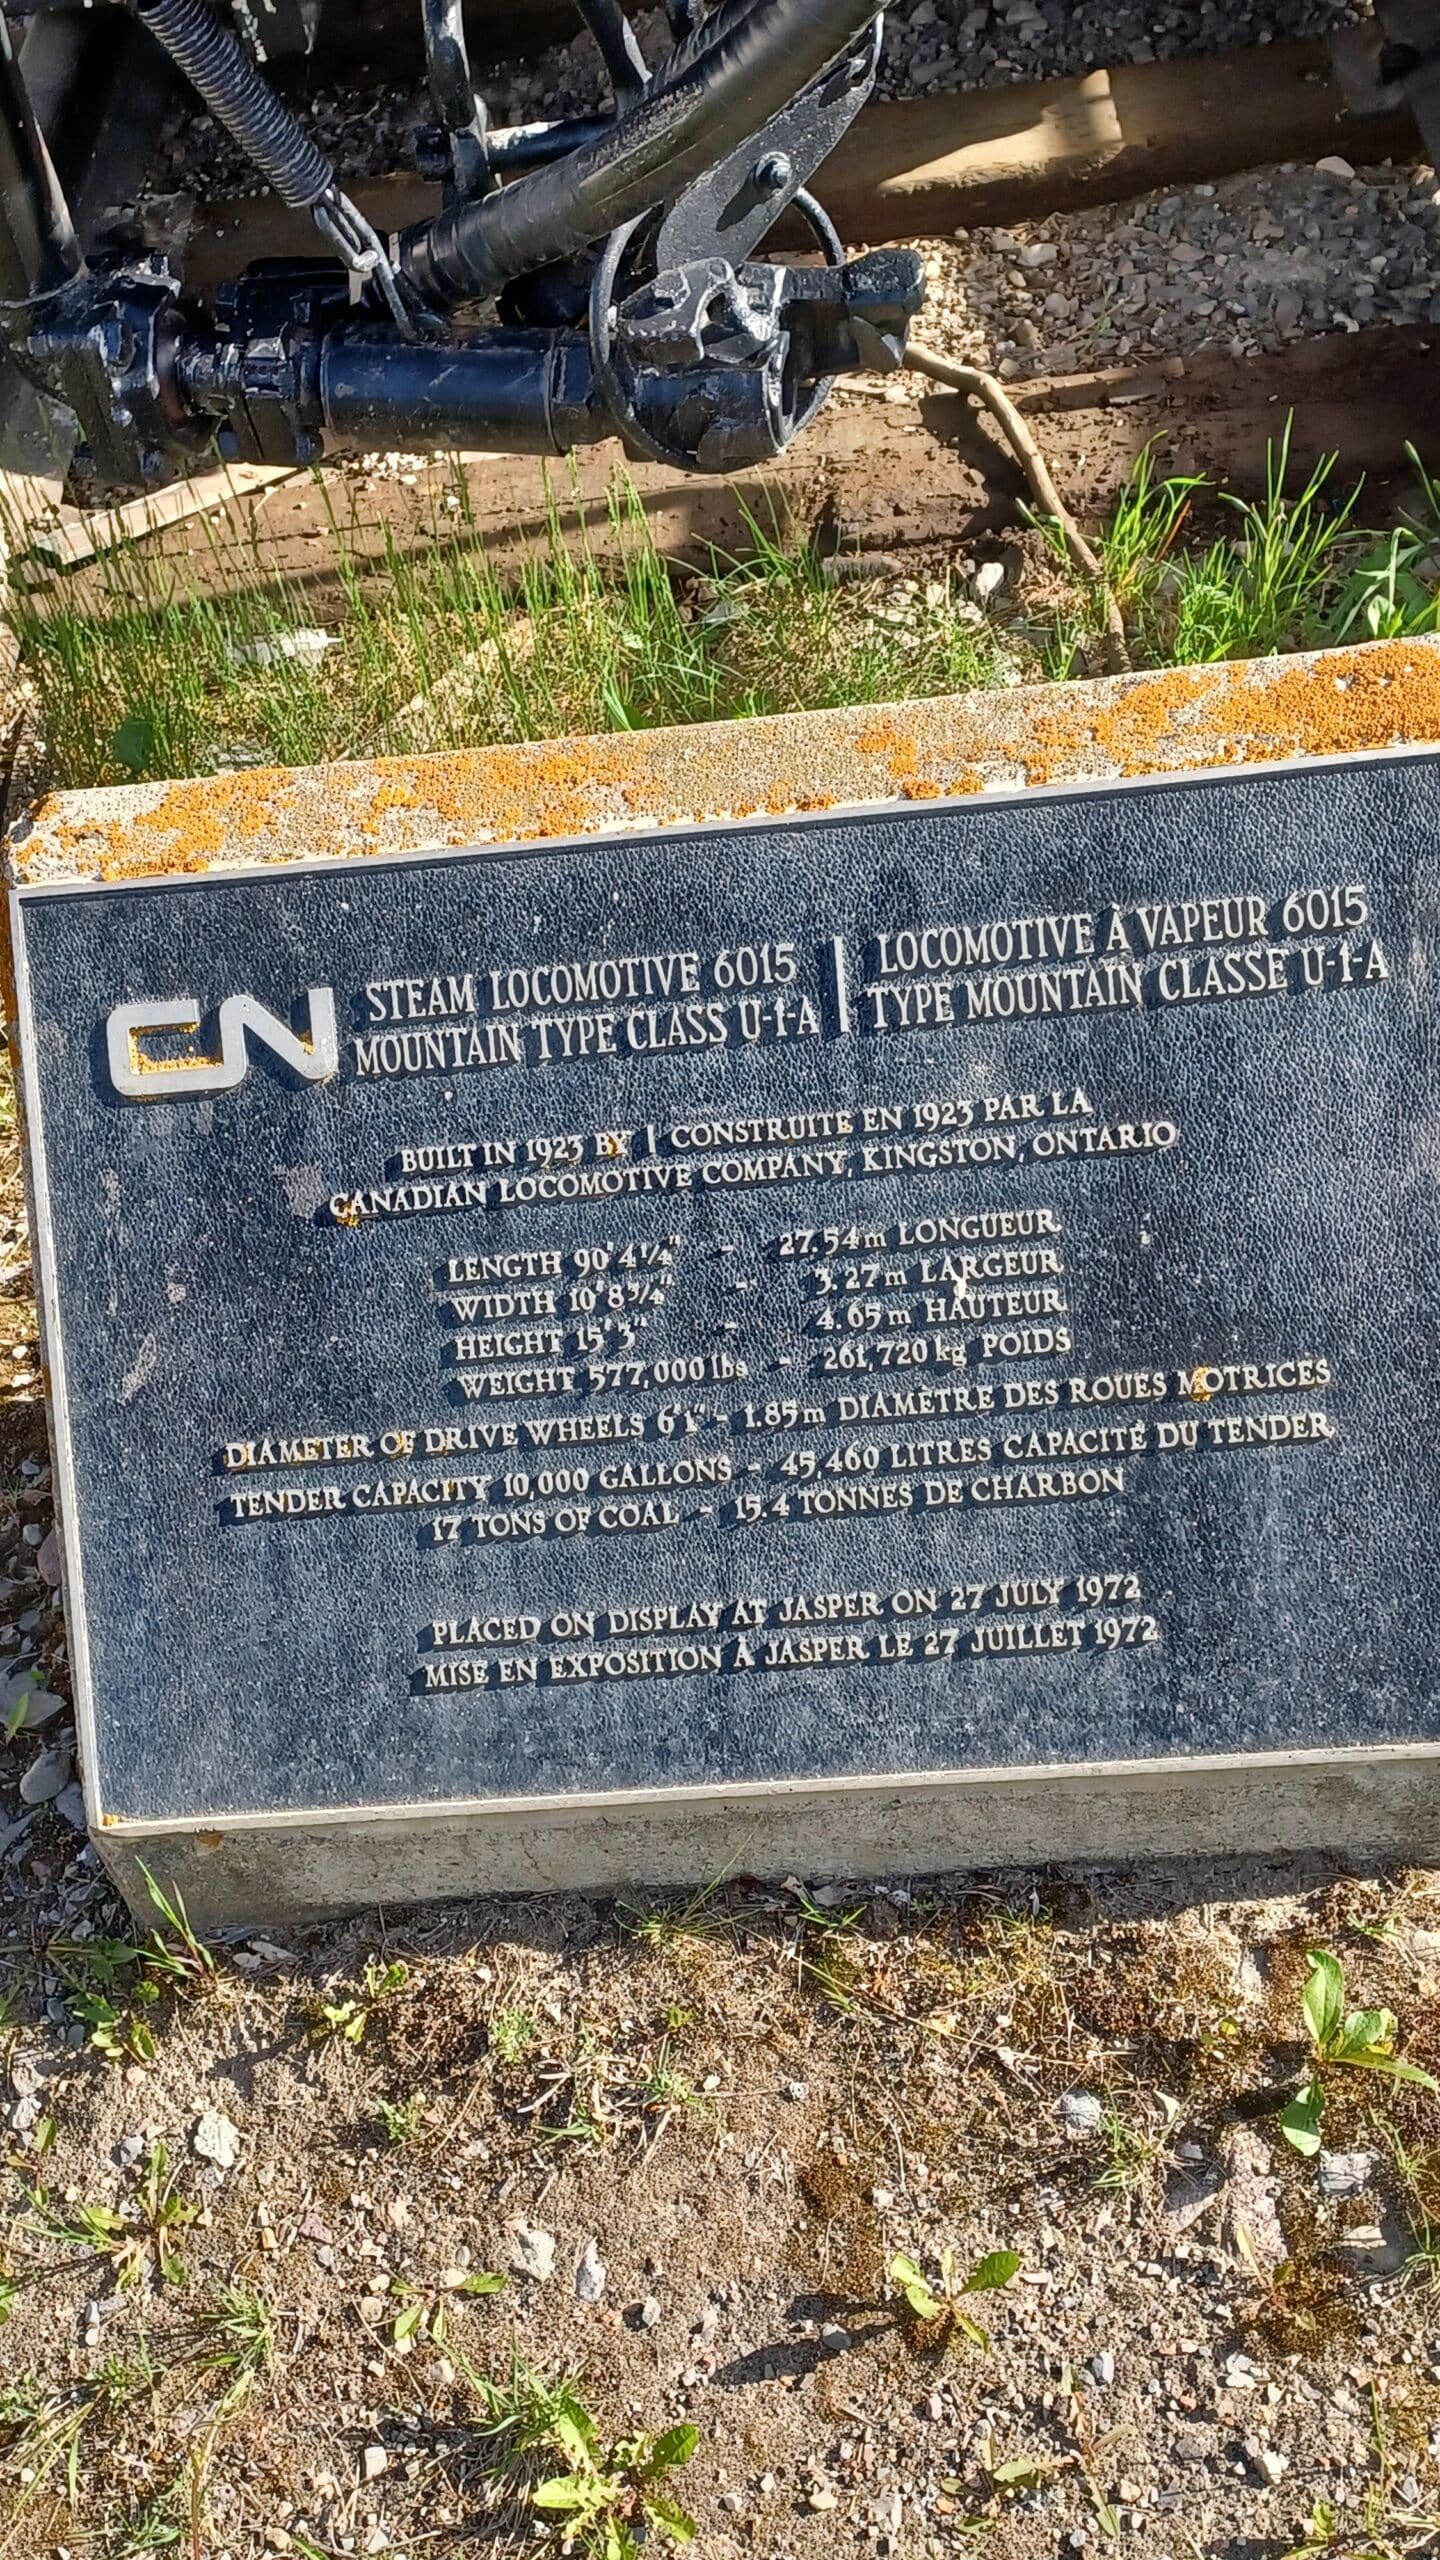 CN
STEAM LOCOMOTIVE 6015 | LOCOMOTIVE À VAPEUR 6015
MOUNTAIN TYPE CLASS U-1-A | TYPE MOUNTAIN CLASSE U-1-A
BUILT IN 1923 BY | CONSTRUITE EN 1923 PAR LA
CANADIAN LOCOMOTIVE COMPANY, KINGSTON, ONTARIO
LENGTH 90'4 1/4" - 27.54m LONGUEUR
WIDTH 10'8 3/4" - 3.27m LARGEUR
HEIGHT 15'3" - 4.65m HAUTEUR
WEIGHT 577,000 lbs - 261,720 kg POIDS
DIAMETER OF DRIVE WHEELS 6'1" - 1.85m DIAMÈTRE DES ROUES MOTRICES
TENDER CAPACITY 10,000 GALLONS - 45,460 LITRES CAPACITÉ DU TENDER
17 TONS OF COAL - 15.4 TONNES DE CHARBON
PLACED ON DISPLAY AT JASPER ON 27 JULY 1972
MISE EN EXPOSITION À JASPER LE 27 JUILLET 1972